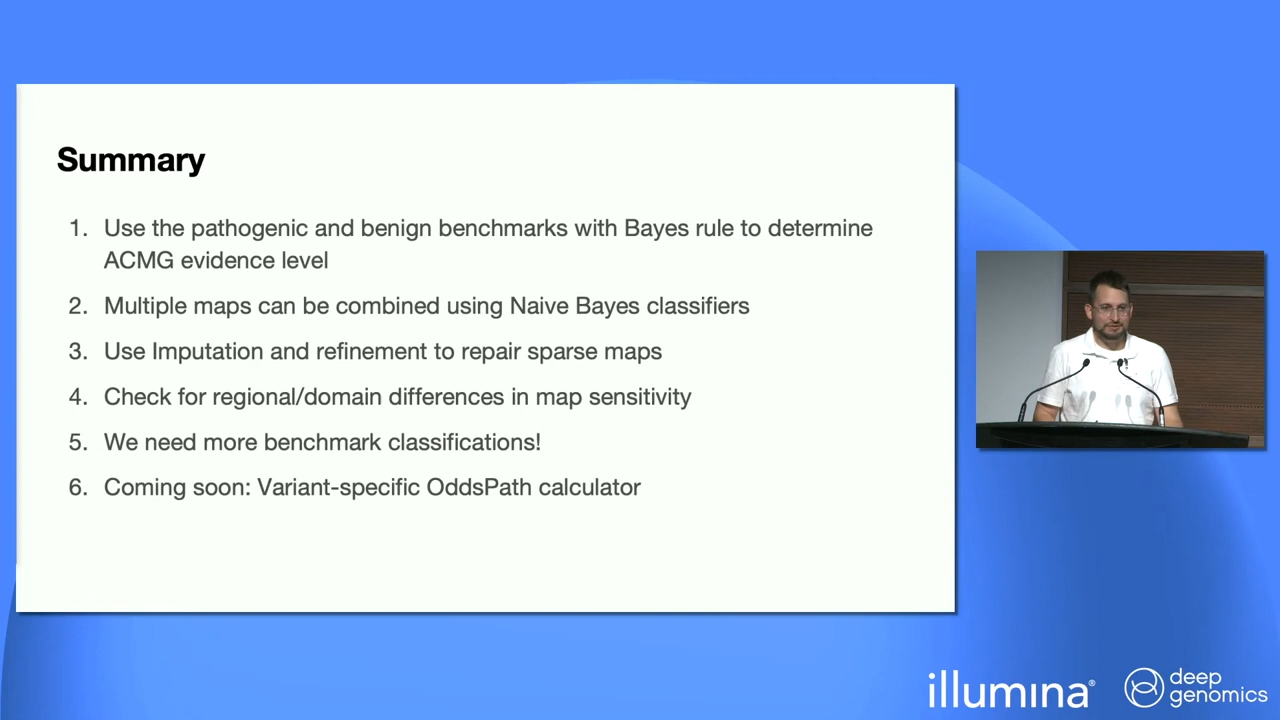 Summary
1. Use the pathogenic and benign benchmarks with Bayes rule to determine
ACMG evidence level
2. Multiple maps can be combined using Naive Bayes classifiers
3. Use Imputation and refinement to repair sparse maps
4. Check for regional/domain differences in map sensitivity
5. We need more benchmark classifications!
6. Coming soon: Variant-specific OddsPath calculator
illumina®
deep
genomics